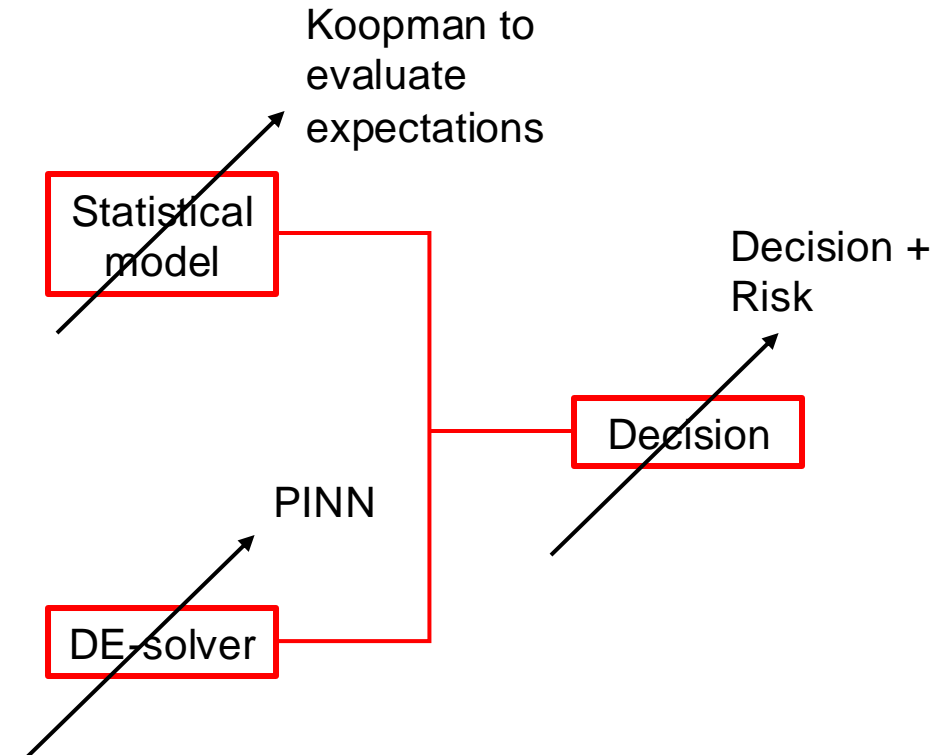 Koopman to
evaluate
expectations
Statistical
model
Decision +
Risk
Decision
PINN
DE-solver